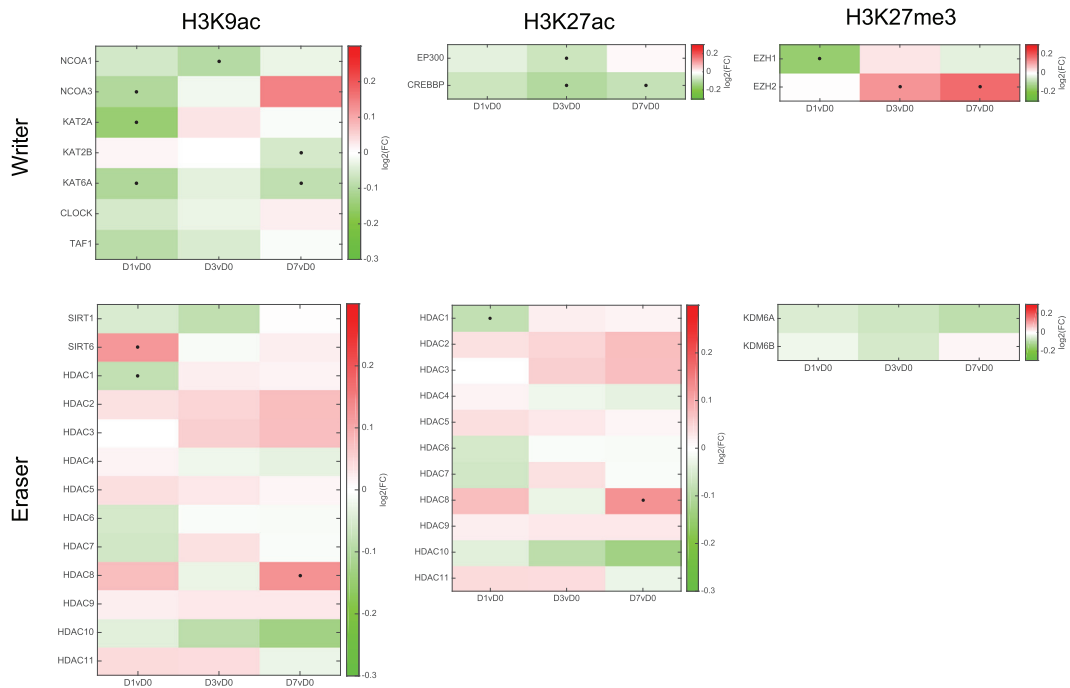 H3K9ac
H3K27ac
H3K27me3
Writer
NCOA1
NCOA3
KAT2A
KAT2B
KAT6A
CLOCK
TAF1
D1vD0 D3vD0 D7vD0
0.2
0.1
0
-0.1
-0.2
-0.3
log2(FC)
EP300
CREBBP
D1vD0 D3vD0 D7vD0
0.2
0
-0.2
log2(FC)
EZH1
EZH2
D1vD0 D3vD0 D7vD0
0.2
0
-0.2
log2(FC)
Eraser
SIRT1
SIRT6
HDAC1
HDAC2
HDAC3
HDAC4
HDAC5
HDAC6
HDAC7
HDAC8
HDAC9
HDAC10
HDAC11
D1vD0 D3vD0 D7vD0
0.2
0.1
0
-0.1
-0.2
-0.3
log2(FC)
HDAC1
HDAC2
HDAC3
HDAC4
HDAC5
HDAC6
HDAC7
HDAC8
HDAC9
HDAC10
HDAC11
D1vD0 D3vD0 D7vD0
0.2
0.1
0
-0.1
-0.2
-0.3
log2(FC)
KDM6A
KDM6B
D1vD0 D3vD0 D7vD0
0.2
0
-0.2
log2(FC)